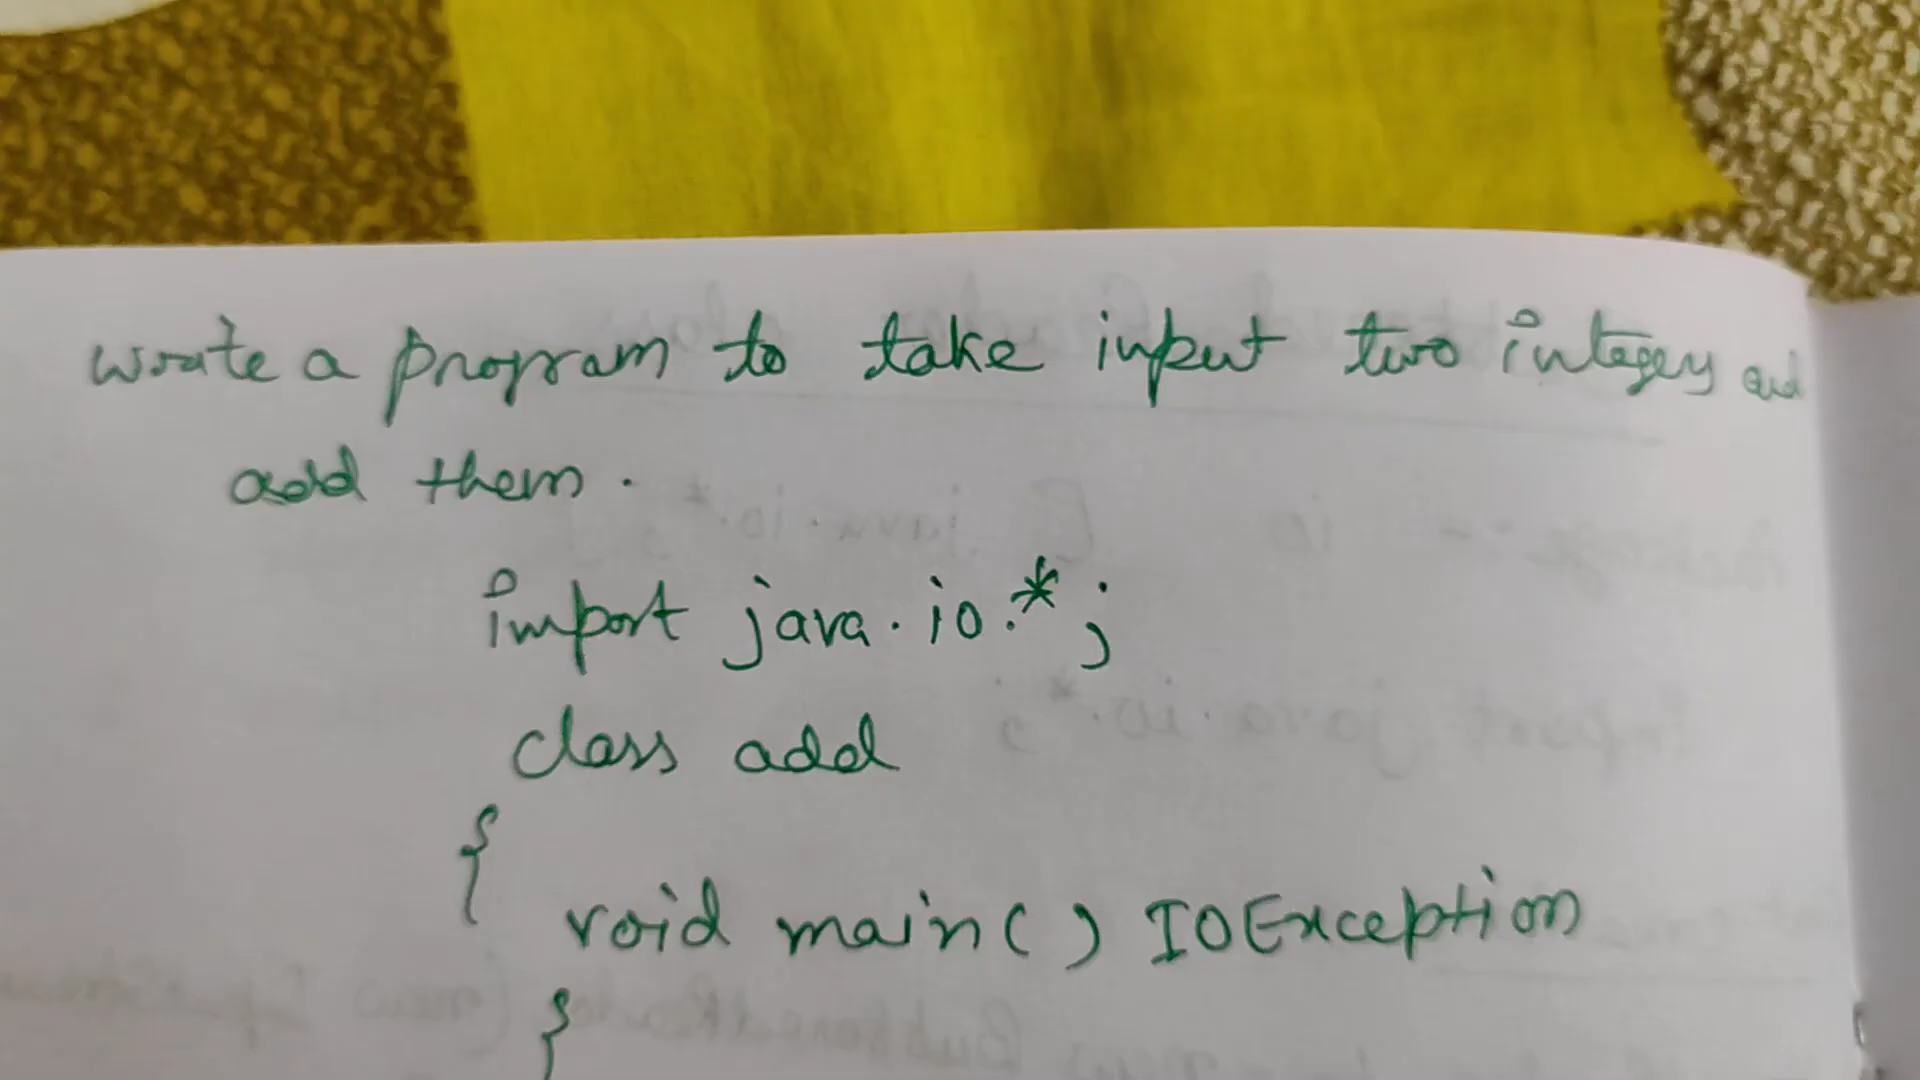 write a program to take input two integers and
add them.
import java.io.*;
class add
{
void main() IOException
{